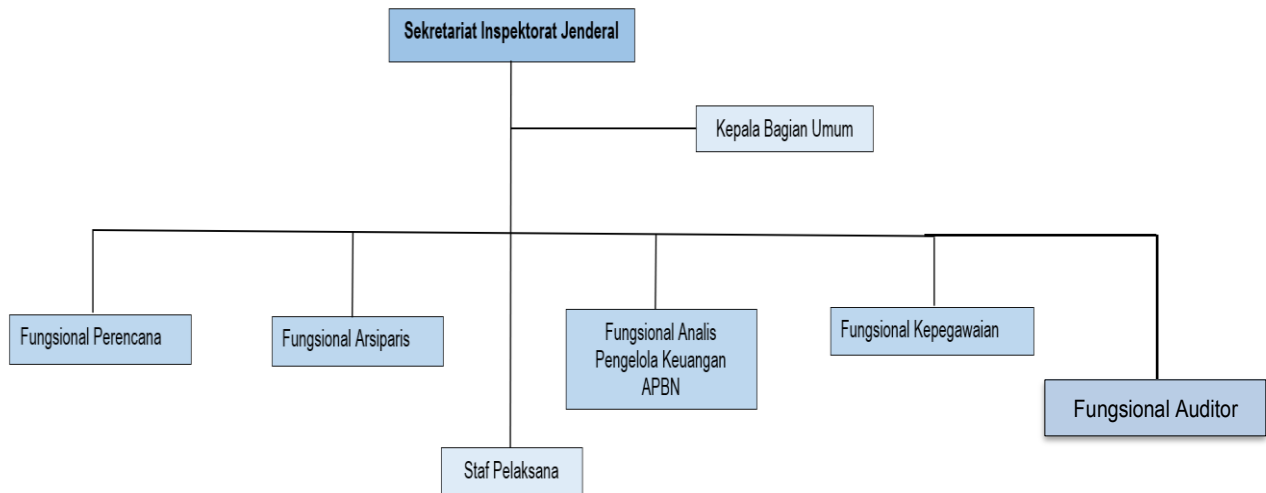 Sekretariat Inspektorat Jenderal
Kepala Bagian Umum
Fungsional Perencana
Fungsional Arsiparis
Fungsional Analis
Pengelola Keuangan
APBN
Fungsional Kepegawaian
Fungsional Auditor
Staf Pelaksana